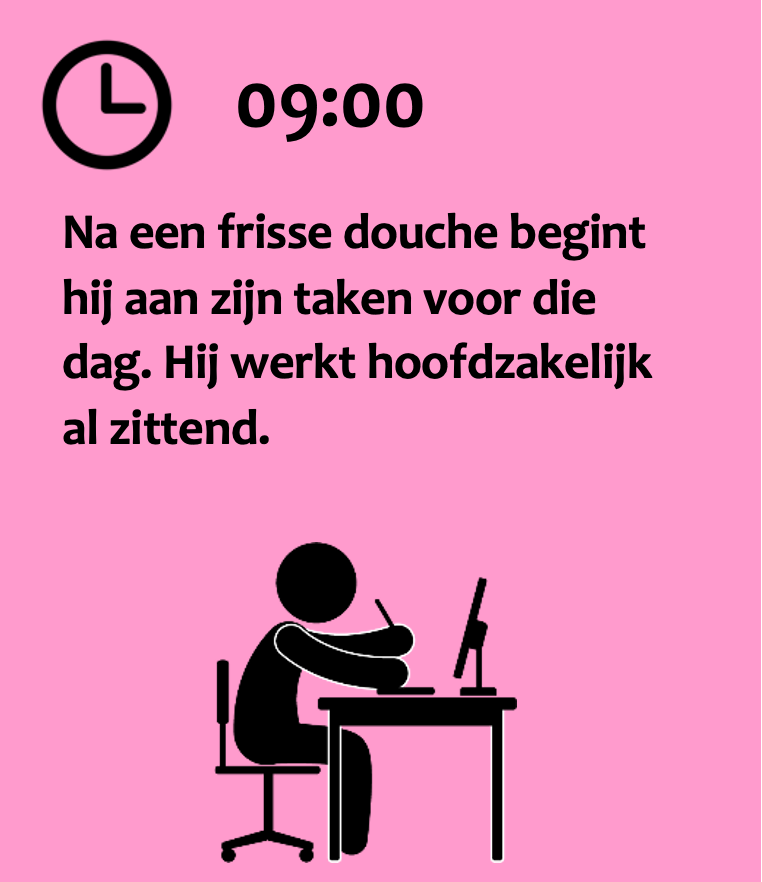 09:00
Na een frisse douche begint
hij aan zijn taken voor die
dag. Hij werkt hoofdzakelijk
al zittend.